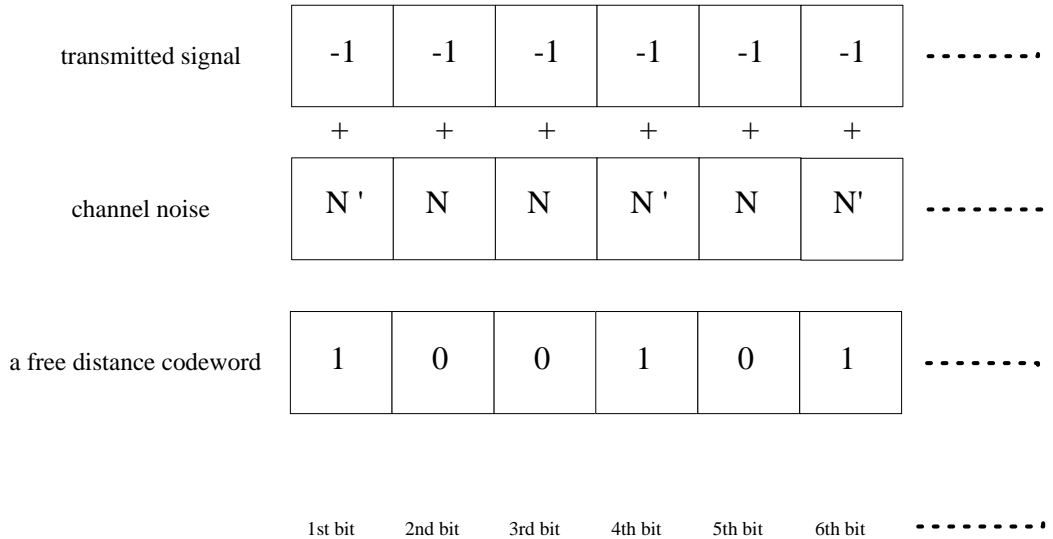 transmitted signal -1 -1 -1 -1 -1 -1
+ + + + + +
channel noise N ' N N N ' N N'
a free distance codeword 1 0 0 1 0 1
1st bit 2nd bit 3rd bit 4th bit 5th bit 6th bit